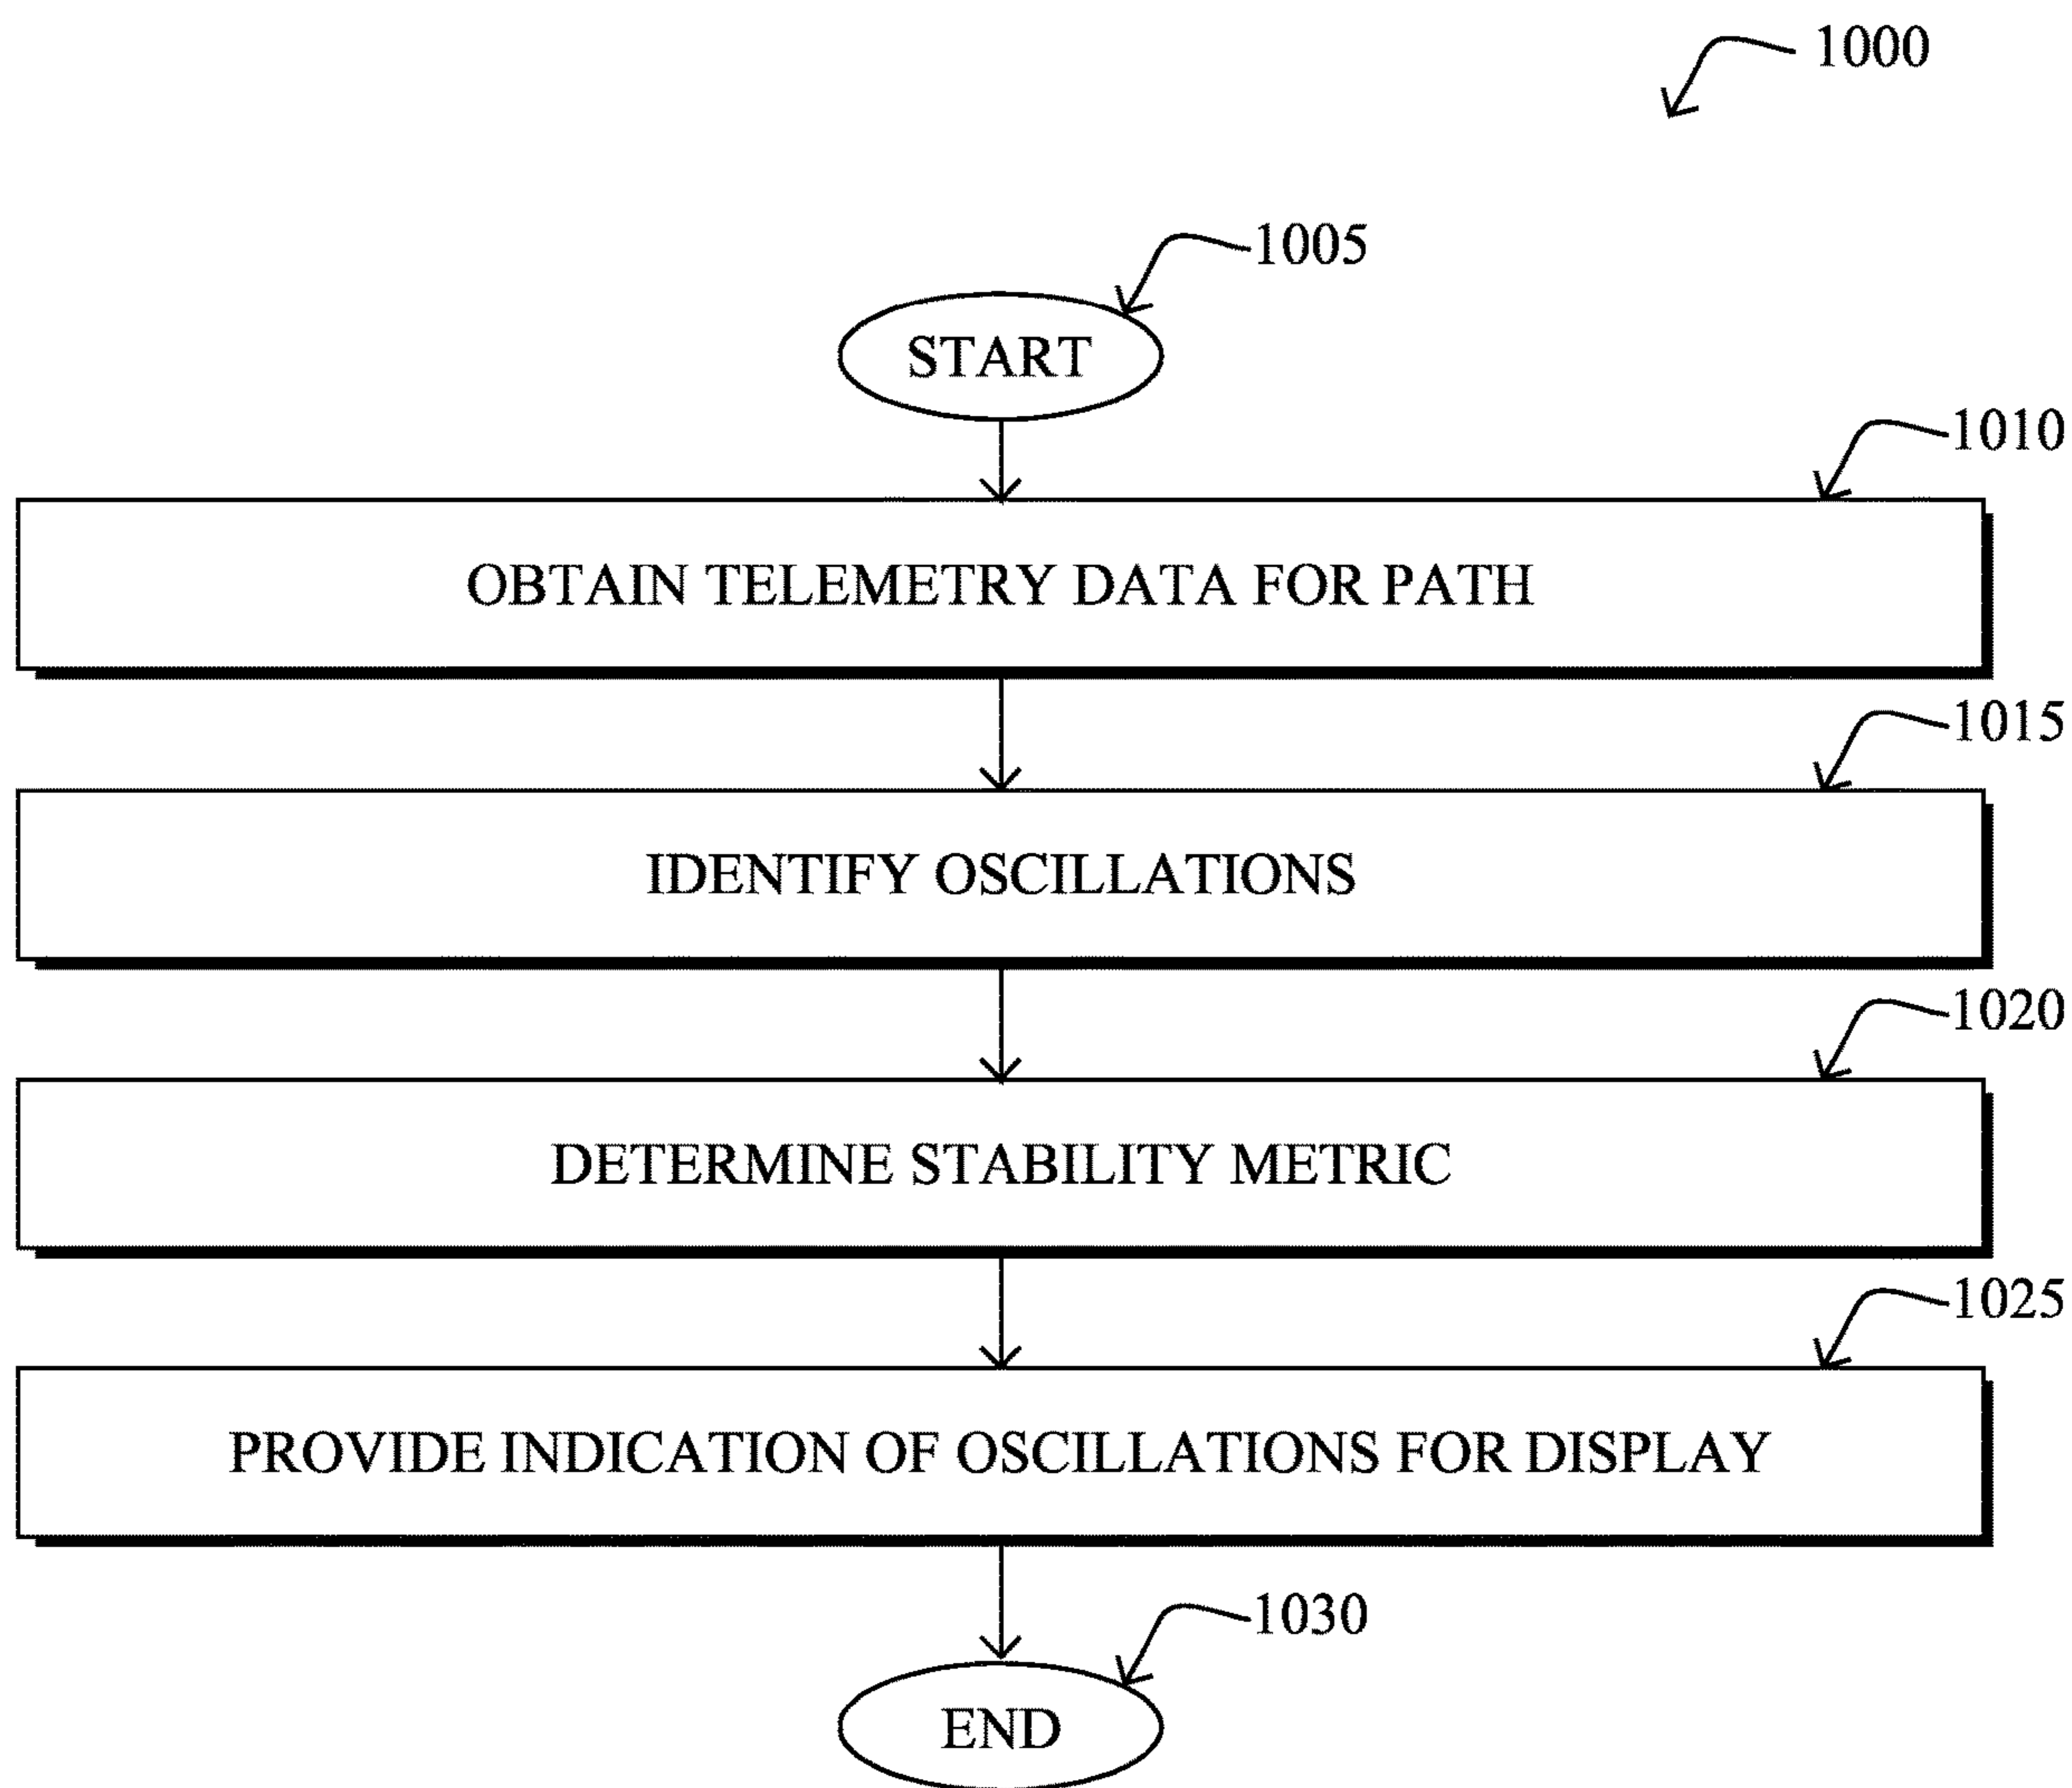 1000
1005
START
1010
OBTAIN TELEMETRY DATA FOR PATH
1015
IDENTIFY OSCILLATIONS
1020
DETERMINE STABILITY METRIC
1025
PROVIDE INDICATION OF OSCILLATIONS FOR DISPLAY
1030
END